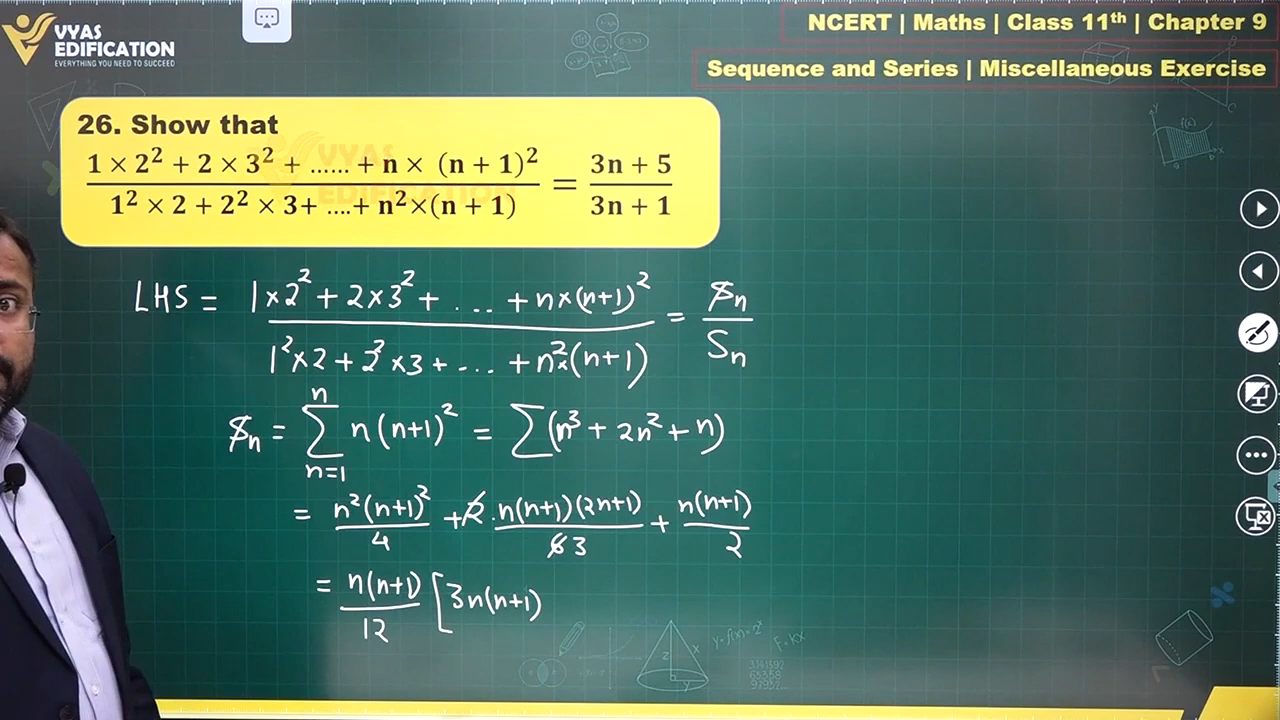 VYAS
EDIFICATION
EVERYTHING YOU NEED TO SUCCEED
NCERT | Maths | Class 11th | Chapter 9
Sequence and Series | Miscellaneous Exercise
26. Show that
1 × 2² + 2 × 3² + ...... + n × (n + 1)² / 1² × 2 + 2² × 3+ ....+ n²×(n + 1) = 3n + 5 / 3n + 1
VYAS
EDIFICATION
LHS = 1×2² + 2×3² + . ... + n×(n+1)² / 1²×2 + 2²×3 + - ... + n²×(n+1) = $n / Sn
$n = ∑ n=1 n n(n+1)² = ∑(n³ + 2n² + n)
= n²(n+1)² / 4 + 2 . n(n+1)(2n+1) / 6 3 + n(n+1) / 2
= n(n+1) / 12 [3n(n+1)